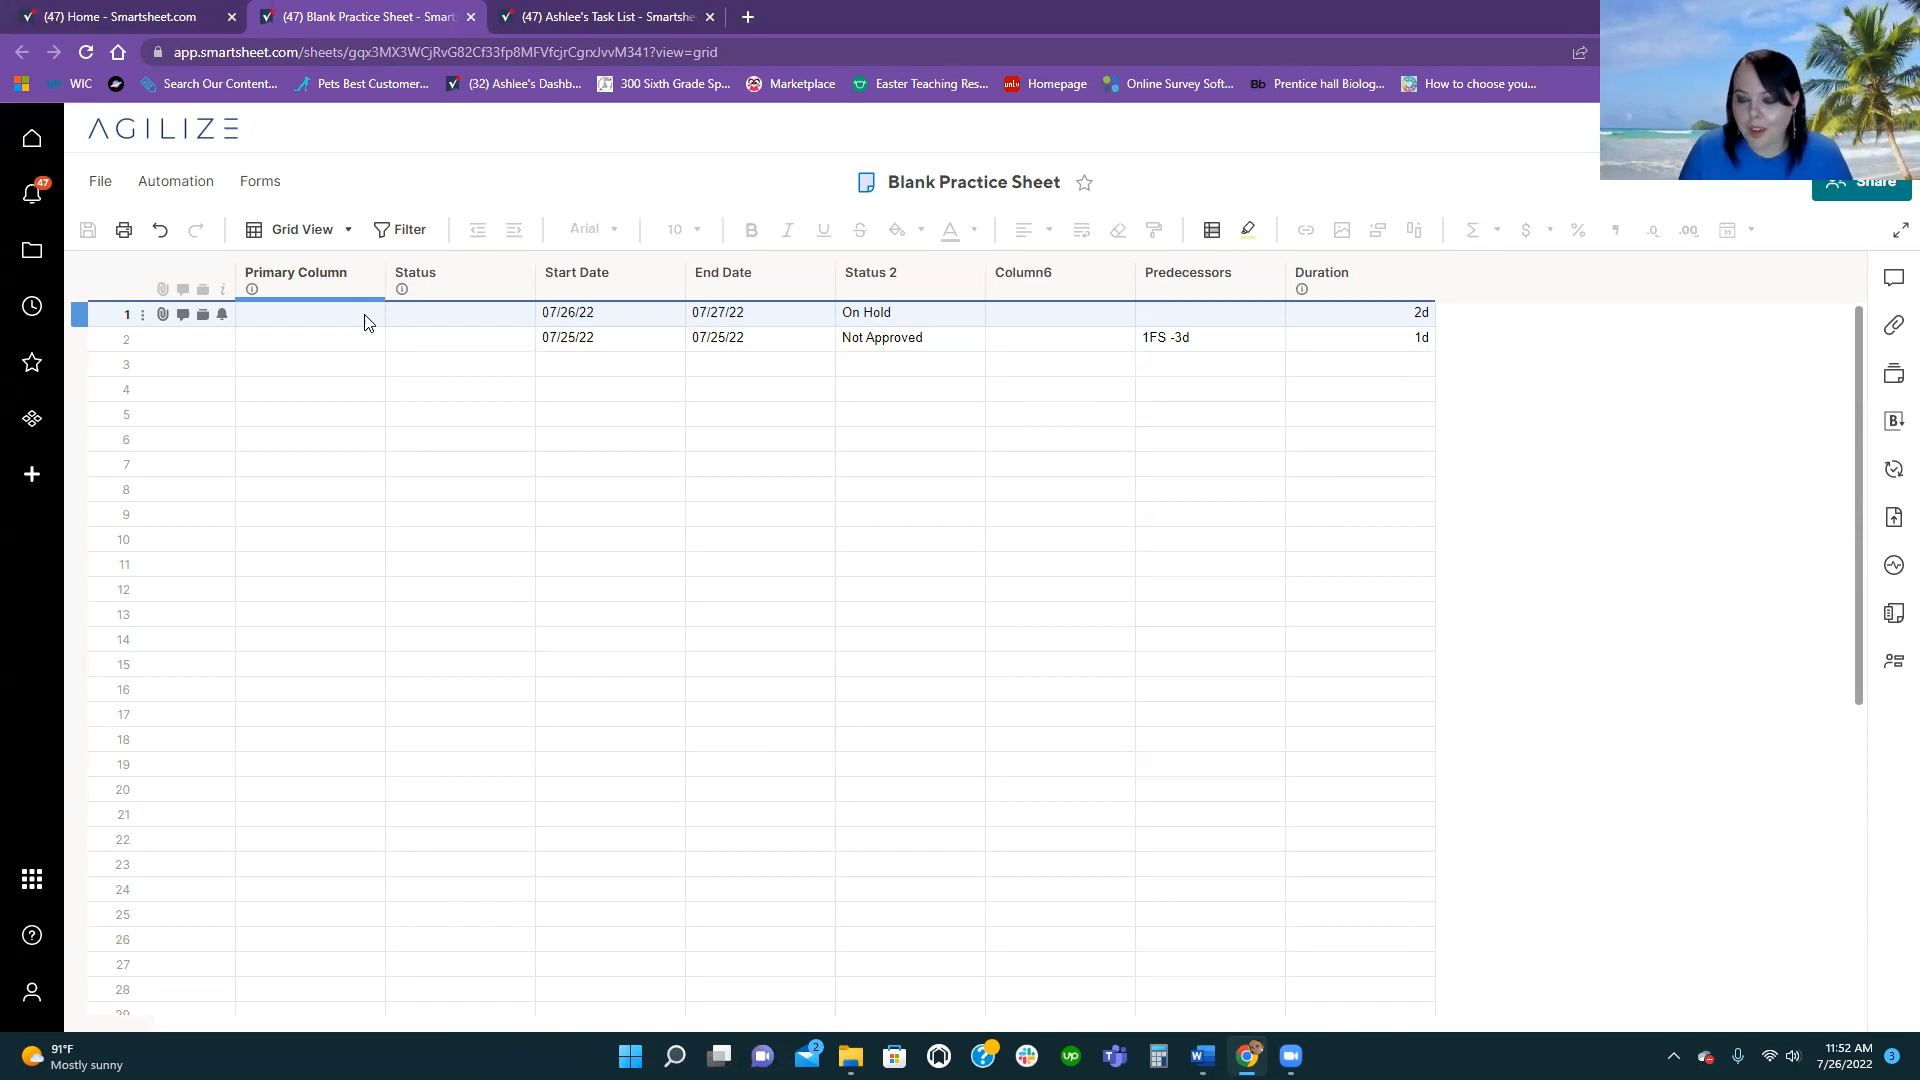 (47) Home - Smartsheet.com
(47) Blank Practice Sheet - Smart
(47) Ashlee's Task List - Smartshe
app.smartsheet.com/sheets/gqx3MX3WCjRvG82Cf33fp8MFVfcjrCgrxJvvM341?view=grid
WIC
Search Our Content...
Pets Best Customer...
(32) Ashlee's Dashb...
300 Sixth Grade Sp...
Marketplace
Easter Teaching Res...
unlv
Homepage
Online Survey Soft...
Bb
Prentice hall Biolog...
How to choose you...
AGILIZE
47
File
Automation
Forms
Blank Practice Sheet
Share
Grid View
Filter
Arial
10
Primary Column
Status
Start Date
End Date
Status 2
Column6
Predecessors
Duration
1 07/26/22 07/27/22 On Hold 2d
2 07/25/22 07/25/22 Not Approved 1FS -3d 1d
3
4
5
6
7
8
9
10
11
12
13
14
15
16
17
18
19
20
21
22
23
24
25
26
27
28
29
91°F
Mostly sunny
2
up
11:52 AM
7/26/2022
3